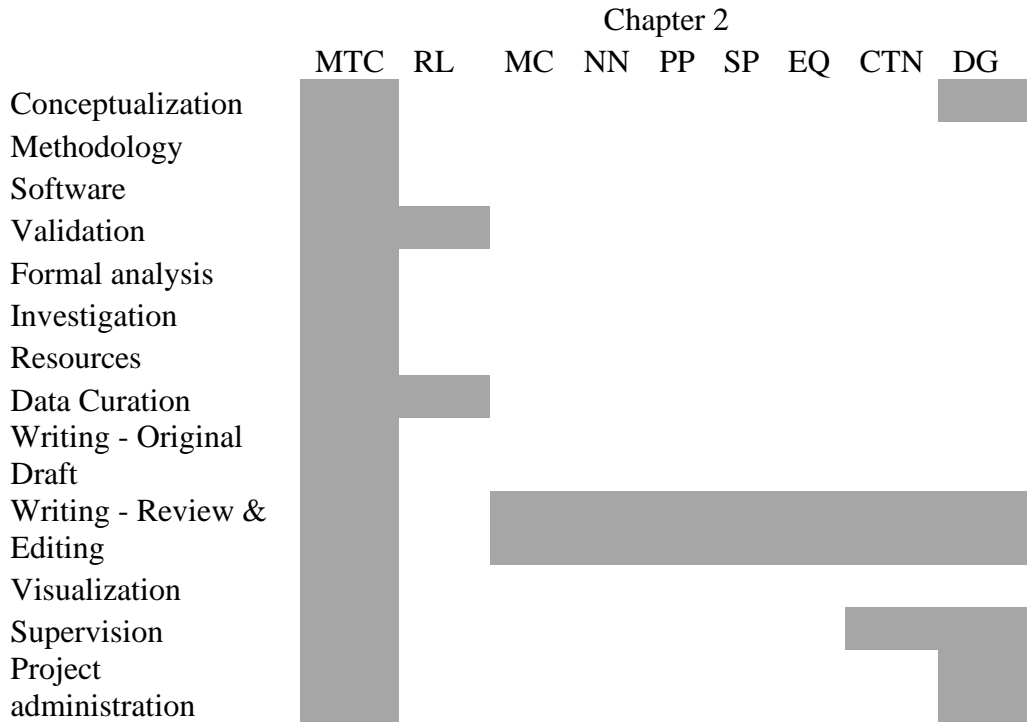 Chapter 2
MTC RL MC NN PP SP EQ CTN DG
Conceptualization
Methodology
Software
Validation
Formal analysis
Investigation
Resources
Data Curation
Writing - Original
Draft
Writing - Review &
Editing
Visualization
Supervision
Project
administration